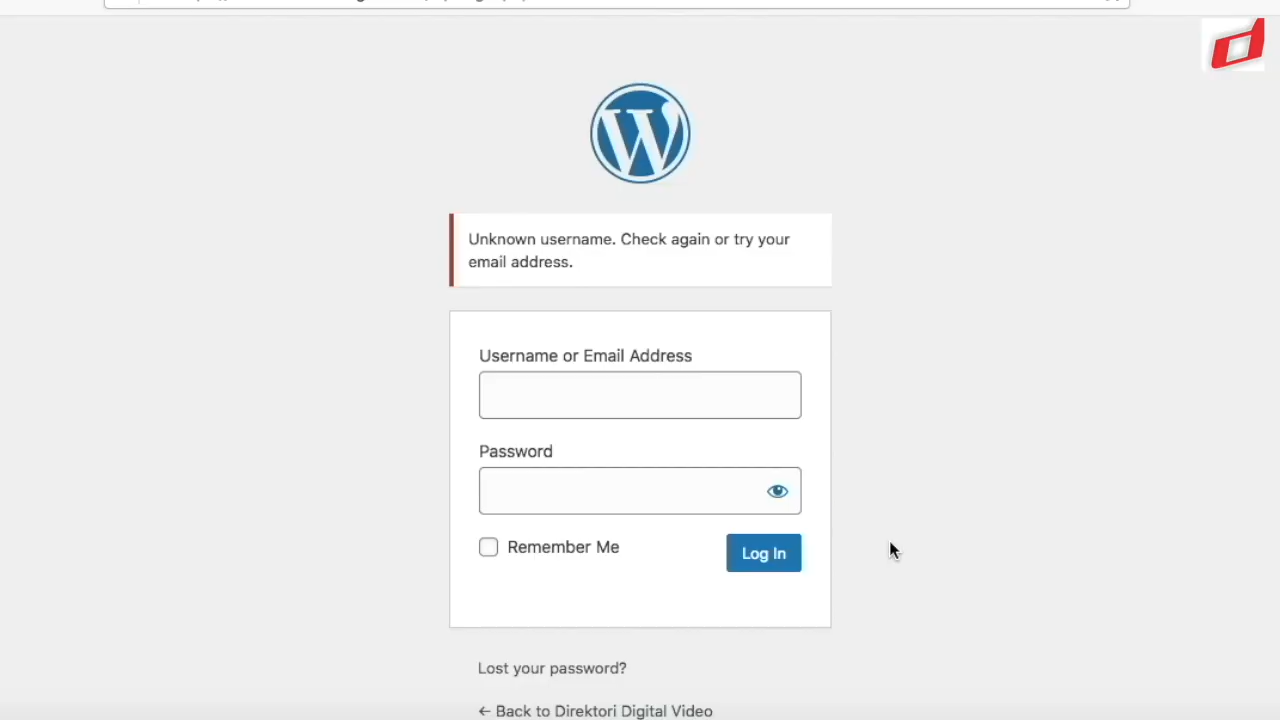 Unknown username. Check again or try your
email address.
Username or Email Address
Password
Remember Me
Log In
Lost your password?
← Back to Direktori Digital Video